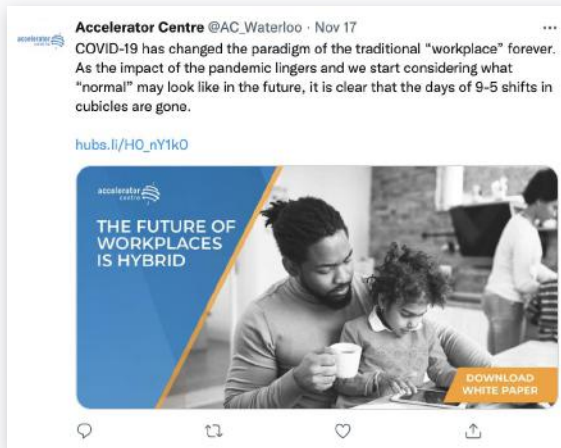 accelerator centre
Accelerator Centre @AC_Waterloo · Nov 17
COVID-19 has changed the paradigm of the traditional “workplace” forever.
As the impact of the pandemic lingers and we start considering what
“normal” may look like in the future, it is clear that the days of 9-5 shifts in
cubicles are gone.
hubs.li/H0_nY1k0
accelerator
centre
THE FUTURE OF
WORKPLACES
IS HYBRID
DOWNLOAD
WHITE PAPER